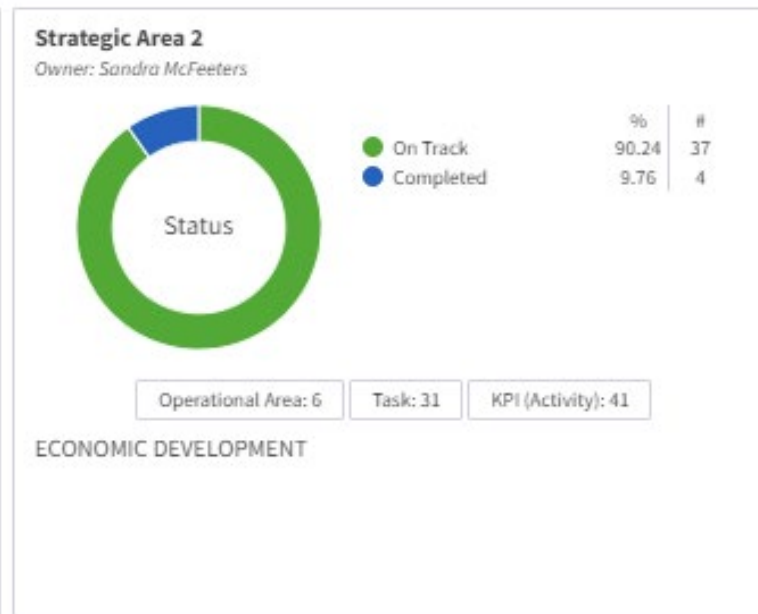 Strategic Area 2
Owner: Sandra McFeeters
% #
On Track 90.24 37
Completed 9.76 4
Status
Operational Area: 6 Task: 31 KPI (Activity): 41
ECONOMIC DEVELOPMENT